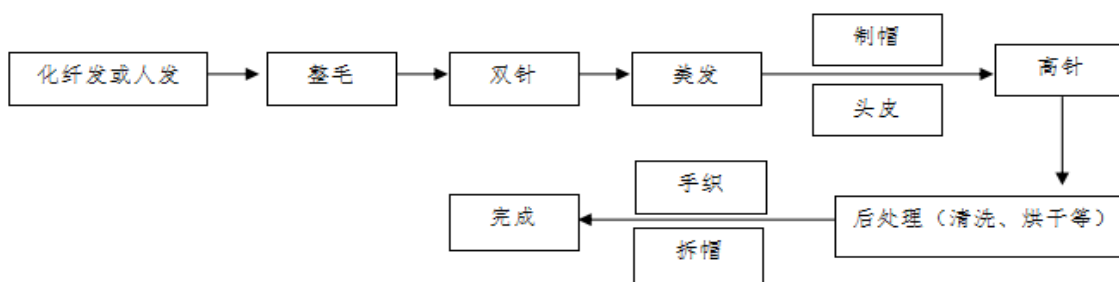 化纤发或人发
整毛
双针
类发
制帽
头皮
高针
手织
完成
后处理（清洗、烘干等）
拆帽